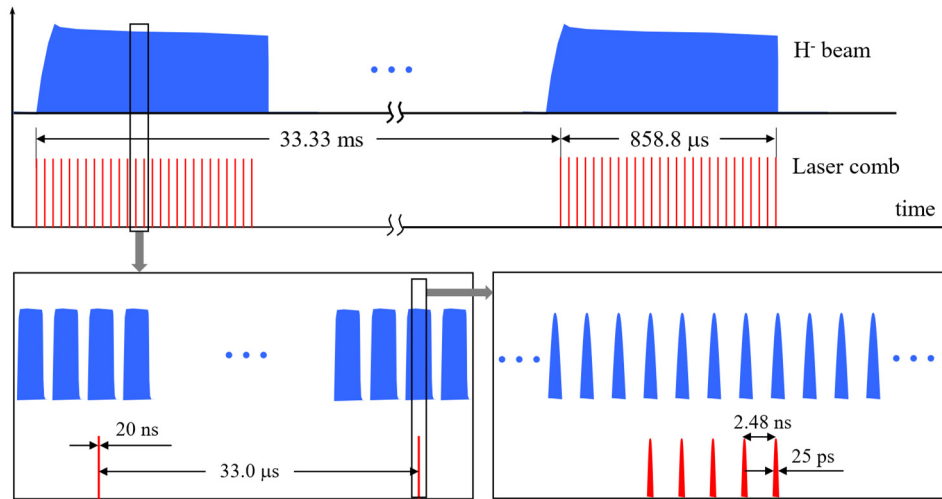 H⁻ beam
33.33 ms
858.8 μs
Laser comb
time
20 ns
33.0 μs
2.48 ns
25 ps